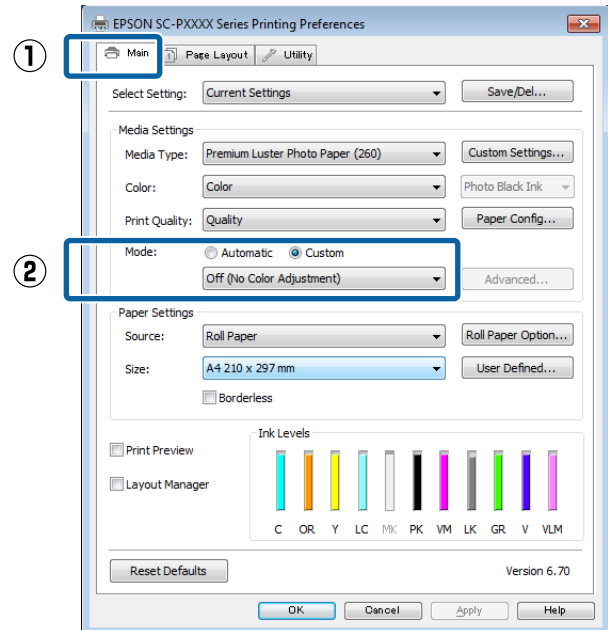 EPSON SC-PXXXX Series Printing Preferences
① Main Page Layout Utility
Select Setting: Current Settings Save/Del...
Media Settings
Media Type: Premium Luster Photo Paper (260) Custom Settings...
Color: Color Photo Black Ink
Print Quality: Quality Paper Config...
Mode: Automatic Custom
② Off (No Color Adjustment) Advanced...
Paper Settings
Source: Roll Paper Roll Paper Option...
Size: A4 210 x 297 mm User Defined...
Borderless
Ink Levels
Print Preview
Layout Manager
C OR Y LC MK PK VM LK GR V VLM
Reset Defaults Version 6.70
OK Cancel Apply Help